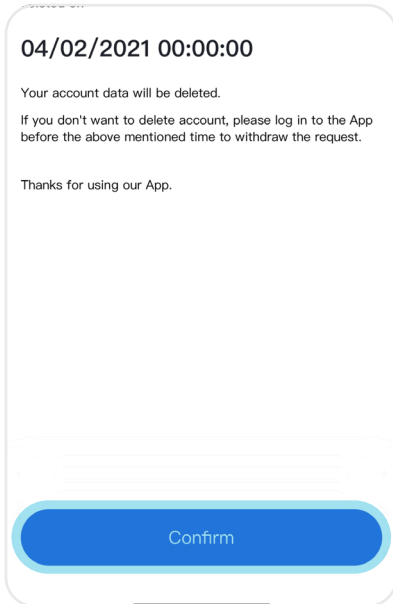 04/02/2021 00:00:00
Your account data will be deleted.
If you don't want to delete account, please log in to the App
before the above mentioned time to withdraw the request.
Thanks for using our App.
Confirm